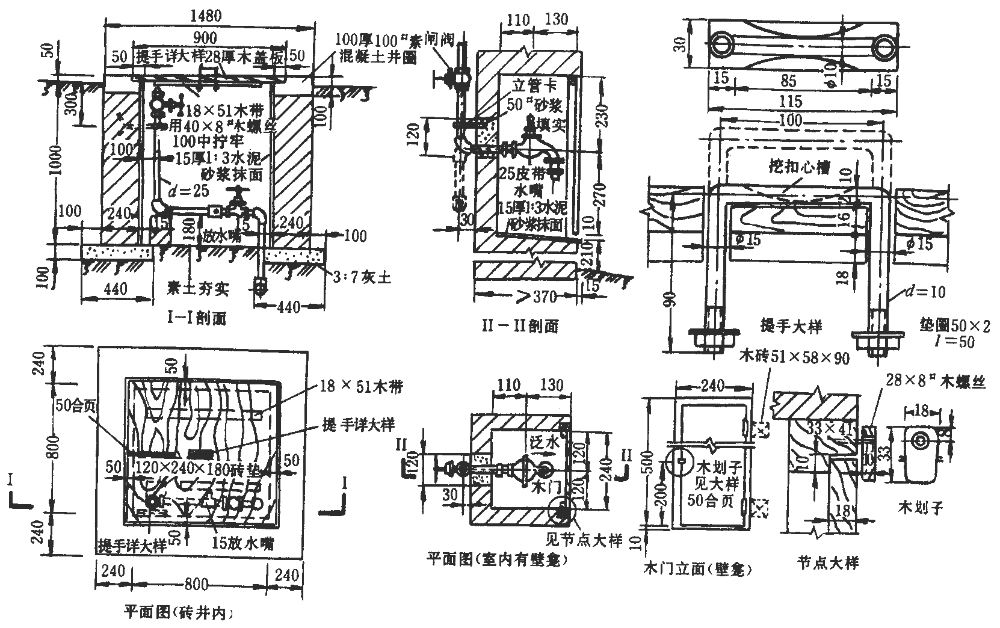 1480
900
50
50
提手详大样
28厚木盖板
50
100厚100#素
混凝土井圈
300
100
18×51木带
用40×8#木螺丝
100中拧牢
100
15厚1:3水泥
砂浆抹面
1000
d=25
100
240
15
180
放水嘴
15
240
100
100
3:7灰土
440
素土夯实
440
I-I剖面
闸阀
110
130
立管卡
50#砂浆
填实
120
230
25皮带
水嘴
15厚1:3水泥
砂浆抹面
270
30
10
210
15
⩾370
II-II剖面
30
φ10
15
85
15
115
100
挖扣心槽
10
12
16
φ15
φ15
18
90
d=10
提手大样
垫圈50×2
l=50
240
50
18×51木带
50合页
提手详大样
800
50
120×240×180砖垫
50
I
I
240
50
15放水嘴
提手详大样
240
800
240
平面图(砖井内)
110
130
II
120
泛水
120
240
II
木门
120
30
见节点大样
平面图(室内有壁龛)
木砖51×58×90
240
500
木划子
见大样
200
50合页
10
木门立面(壁龛)
28×8#木螺丝
33×41
10
10
18
节点大样
18
8
33
木划子